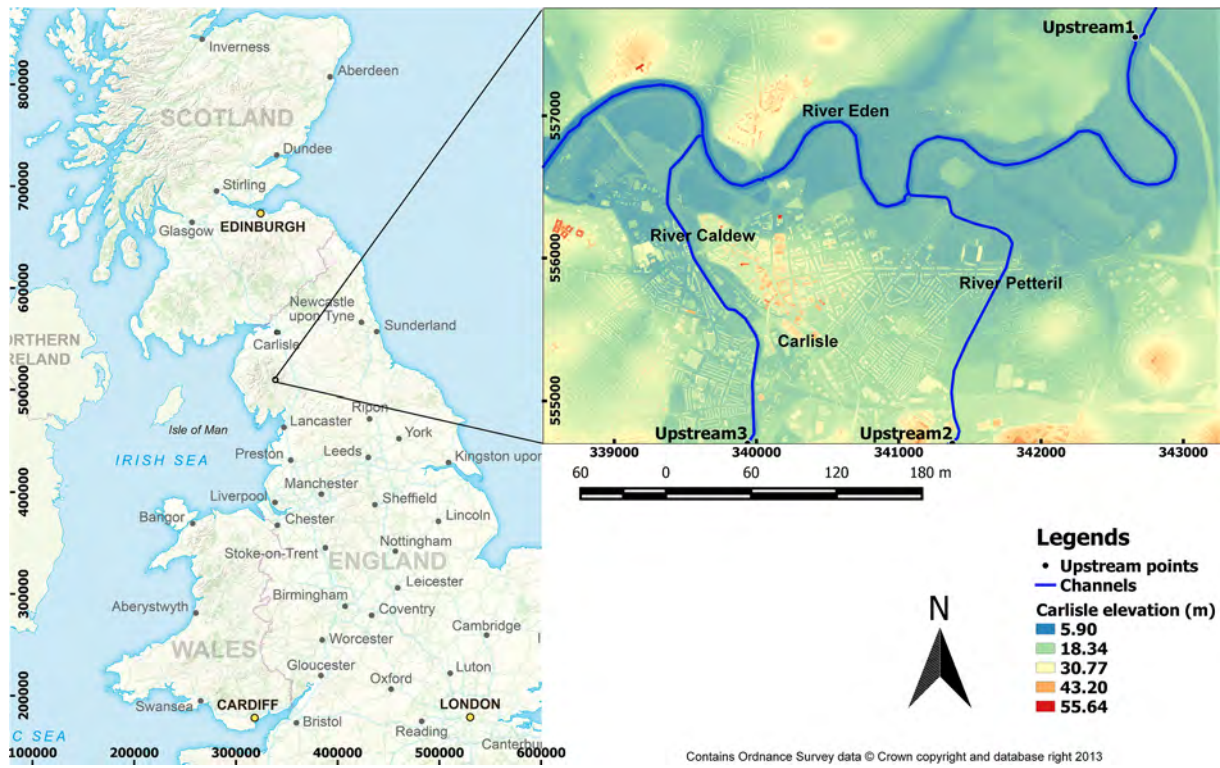 Inverness
Aberdeen
SCOTLAND
Dundee
Stirling
Glasgow
EDINBURGH
Newcastle
upon Tyne
Sunderland
Carlisle
ORTHERN
RELAND
Isle of Man
IRISH SEA
Ripon
Lancaster
York
Preston
Leeds
Kingston upon
Manchester
Liverpool
Sheffield
Bangor
Chester
Lincoln
Stoke-on-Trent
Nottingham
ENGLAND
Leicester
Birmingham
Aberystwyth
Coventry
Cambridge
WALES
Worcester
Gloucester
Luton
Oxford
Swansea
CARDIFF
LONDON
Bristol
Reading
Canterbu
C SEA
800000
700000
600000
500000
400000
300000
200000
100000
200000
300000
400000
500000
600000
Upstream1
River Eden
River Caldew
River Petteril
Carlisle
Upstream3
Upstream2
557000
556000
555000
339000
340000
341000
342000
343000
60 0 60 120 180 m
Legends
Upstream points
Channels
Carlisle elevation (m)
5.90
18.34
30.77
43.20
55.64
N
Contains Ordnance Survey data © Crown copyright and database right 2013